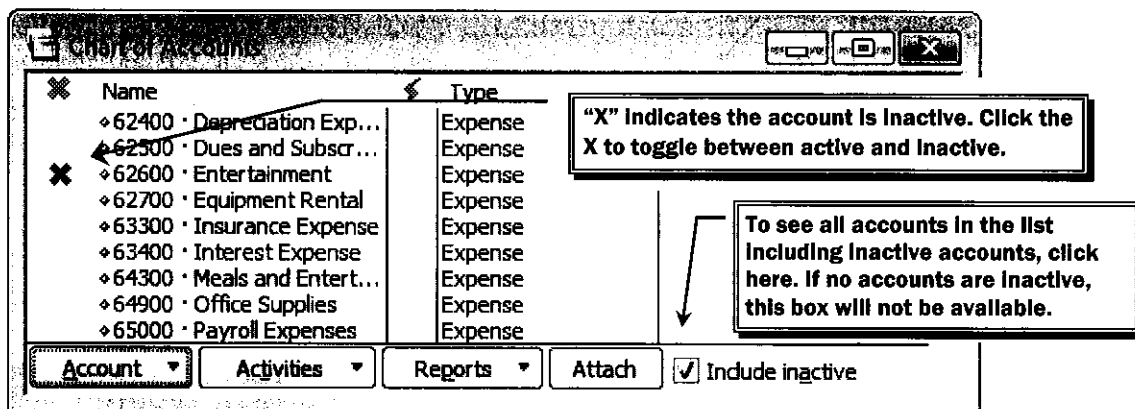 Chart of Accounts
Name Type
62400 · Depreciation Exp... Expense
62500 · Dues and Subscr... Expense
62600 · Entertainment Expense
62700 · Equipment Rental Expense
63300 · Insurance Expense Expense
63400 · Interest Expense Expense
64300 · Meals and Entert... Expense
64900 · Office Supplies Expense
65000 · Payroll Expenses Expense
"X" indicates the account is inactive. Click the
X to toggle between active and inactive.
To see all accounts in the list
including inactive accounts, click
here. If no accounts are inactive,
this box will not be available.
Account Activities Reports Attach Include inactive